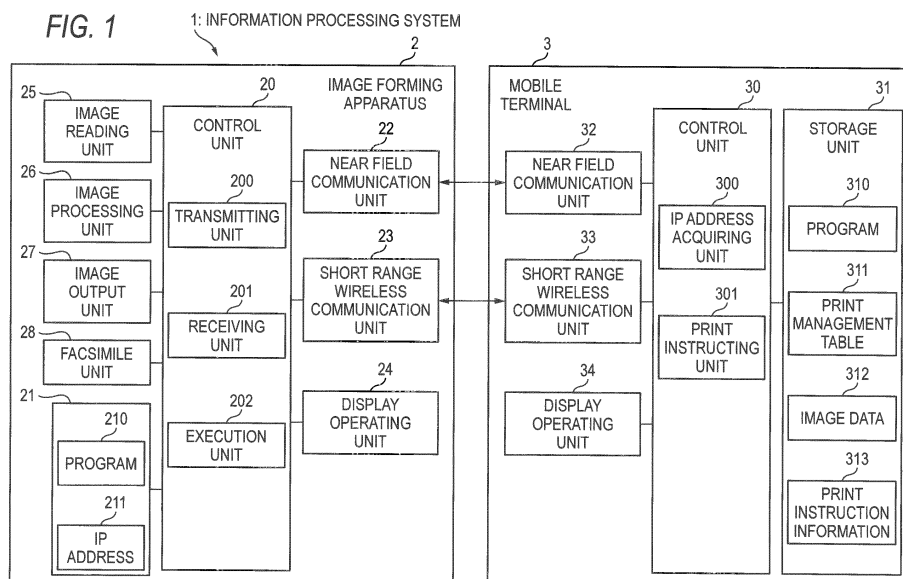 FIG. 1
1: INFORMATION PROCESSING SYSTEM
2
IMAGE FORMING
APPARATUS
25
IMAGE
READING
UNIT
26
IMAGE
PROCESSING
UNIT
27
IMAGE
OUTPUT
UNIT
28
FACSIMILE
UNIT
21
210
PROGRAM
211
IP
ADDRESS
20
CONTROL
UNIT
200
TRANSMITTING
UNIT
201
RECEIVING
UNIT
202
EXECUTION
UNIT
22
NEAR FIELD
COMMUNICATION
UNIT
23
SHORT RANGE
WIRELESS
COMMUNICATION
UNIT
24
DISPLAY
OPERATING
UNIT
3
MOBILE
TERMINAL
32
NEAR FIELD
COMMUNICATION
UNIT
33
SHORT RANGE
WIRELESS
COMMUNICATION
UNIT
34
DISPLAY
OPERATING
UNIT
30
CONTROL
UNIT
300
IP ADDRESS
ACQUIRING
UNIT
301
PRINT
INSTRUCTING
UNIT
31
STORAGE
UNIT
310
PROGRAM
311
PRINT
MANAGEMENT
TABLE
312
IMAGE DATA
313
PRINT
INSTRUCTION
INFORMATION